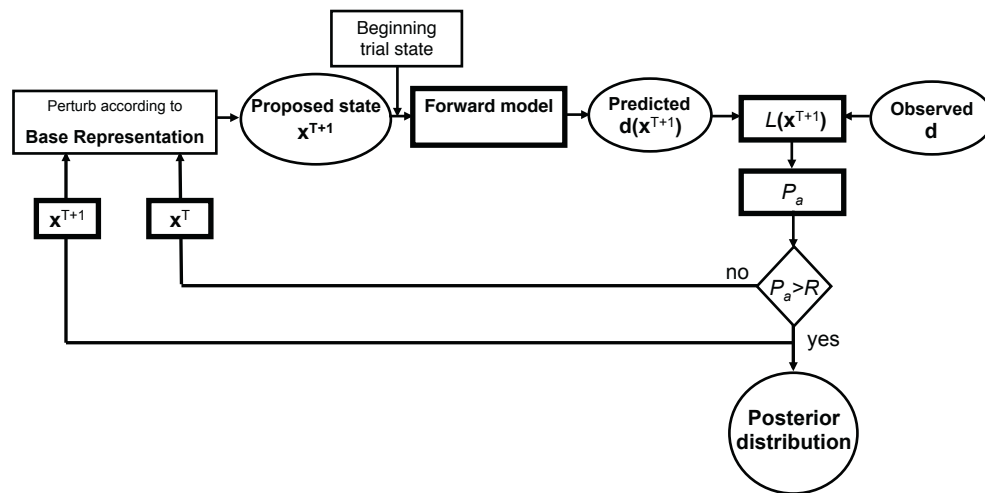 Beginning
trial state
Perturb according to
Base Representation
Proposed state
x^T+1
Forward model
Predicted
d(x^T+1)
L(x^T+1)
Observed
d
P_a
x^T+1
x^T
no
P_a>R
yes
Posterior
distribution